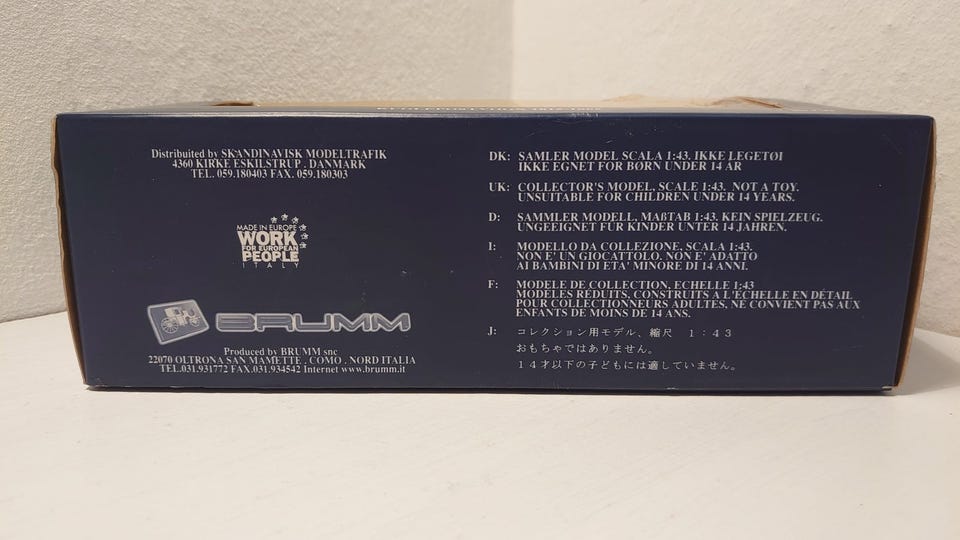 Distribuited by SKANDINAVISK MODELTRAFIK
4360 KIRKE ESKILSTRUP . DANMARK
TEL. 059.180403 FAX. 059.180303
MADE IN EUROPE
WORK
FOR EUROPEAN
PEOPLE
ITALY
BRUMM
Produced by BRUMM snc
22070 OLTRONA SAN MAMETTE . COMO . NORD ITALIA
TEL.031.931772 FAX.031.934542 Internet www.brumm.it
DK: SAMLER MODEL SCALA 1:43. IKKE LEGETØI
IKKE EGNET FOR BØRN UNDER 14 AR
UK: COLLECTOR'S MODEL, SCALE 1:43. NOT A TOY.
UNSUITABLE FOR CHILDREN UNDER 14 YEARS.
D: SAMMLER MODELL, MAßTAB 1:43. KEIN SPIELZEUG.
UNGEEIGNET FUR KINDER UNTER 14 JAHREN.
I: MODELLO DA COLLEZIONE, SCALA 1:43.
NON E' UN GIOCATTOLO. NON E' ADATTO
AI BAMBINI DI ETA' MINORE DI 14 ANNI.
F: MODELE DE COLLECTION, ECHELLE 1:43
MODELES REDUITS, CONSTRUITS A L'ECHELLE EN DÉTAIL
POUR COLLECTIONNEURS ADULTES, NE CONVIENT PAS AUX
ENFANTS DE MOINS DE 14 ANS.
J: コレクション用モデル、縮尺 1：43
おもちゃではありません。
14才以下の子どもには適していません。